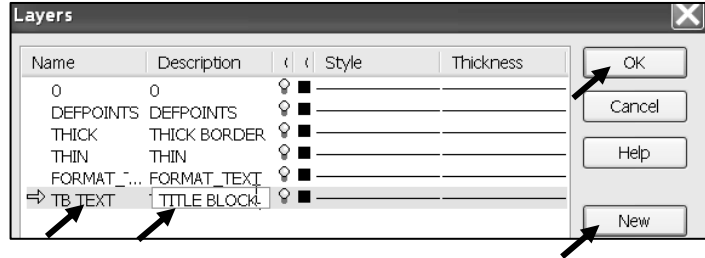 Layers
Name Description ( ( Style Thickness OK
0 0
DEFPOINTS DEFPOINTS Cancel
THICK THICK BORDER
THIN THIN Help
FORMAT_T... FORMAT_TEXT
TB TEXT TITLE BLOCK
New